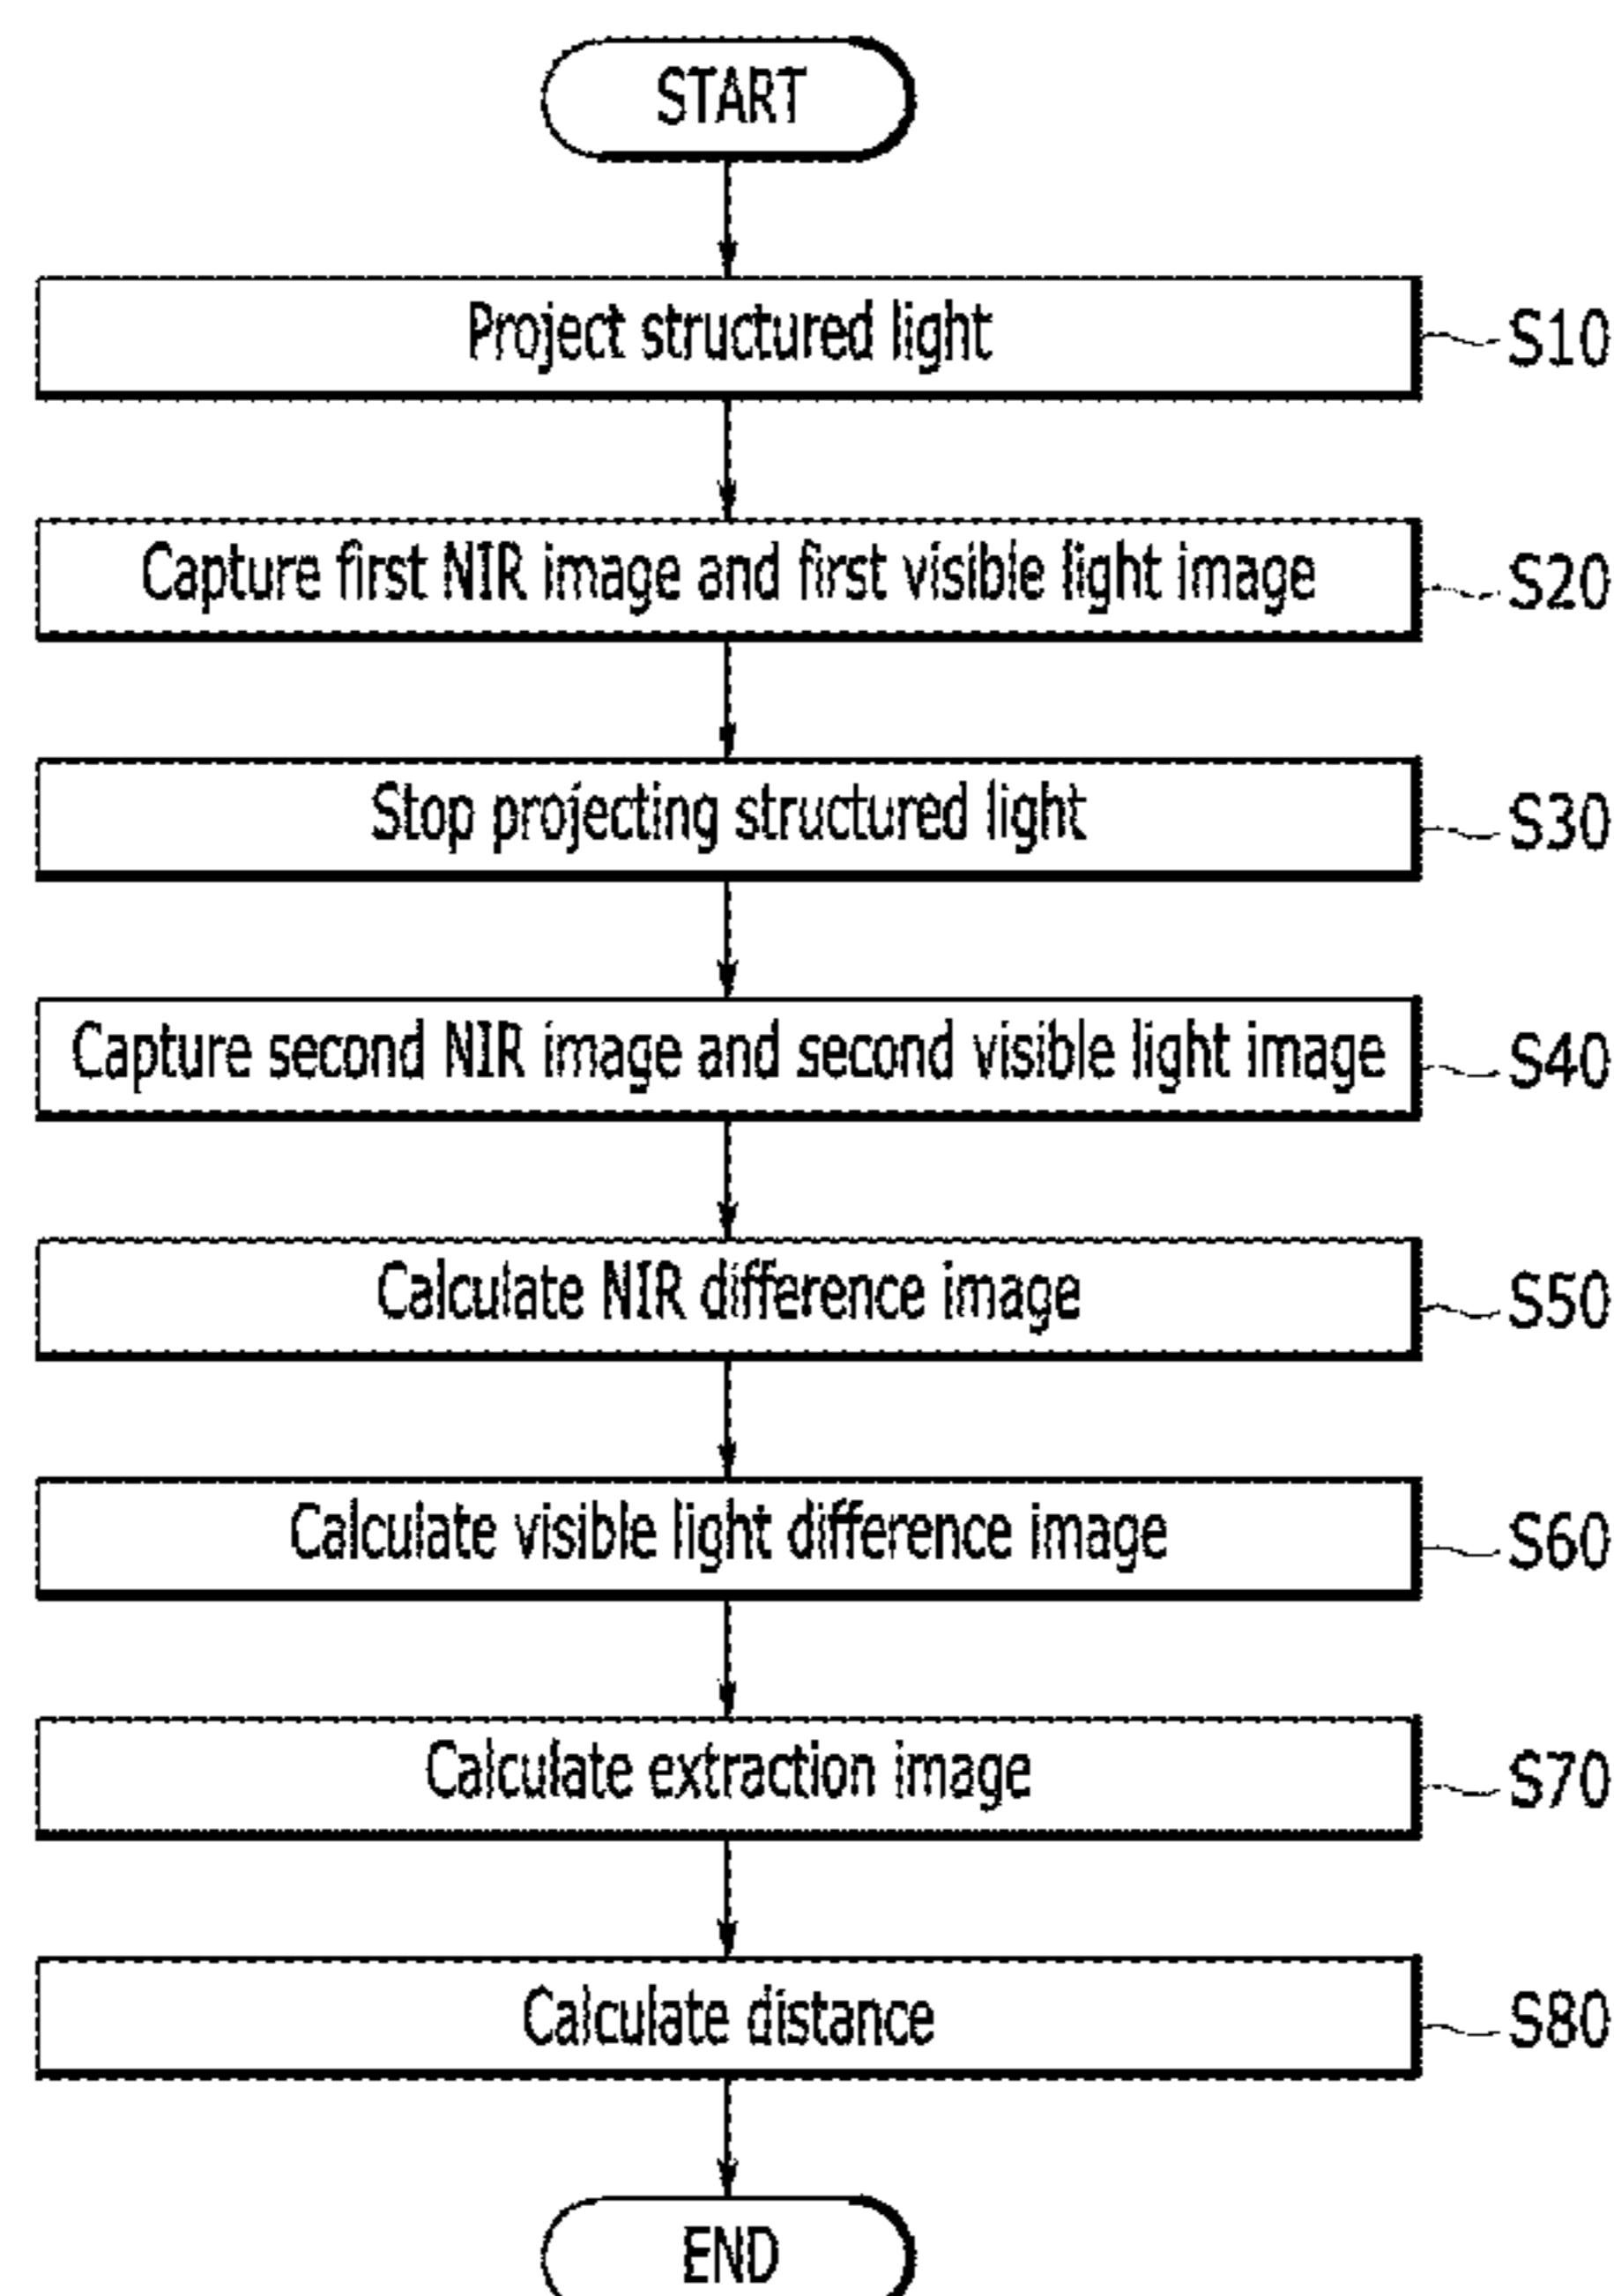 START
Project structured light
S10
Capture first NIR image and first visible light image
S20
Stop projecting structured light
S30
Capture second NIR image and second visible light image
S40
Calculate NIR difference image
S50
Calculate visible light difference image
S60
Calculate extraction image
S70
Calculate distance
S80
END